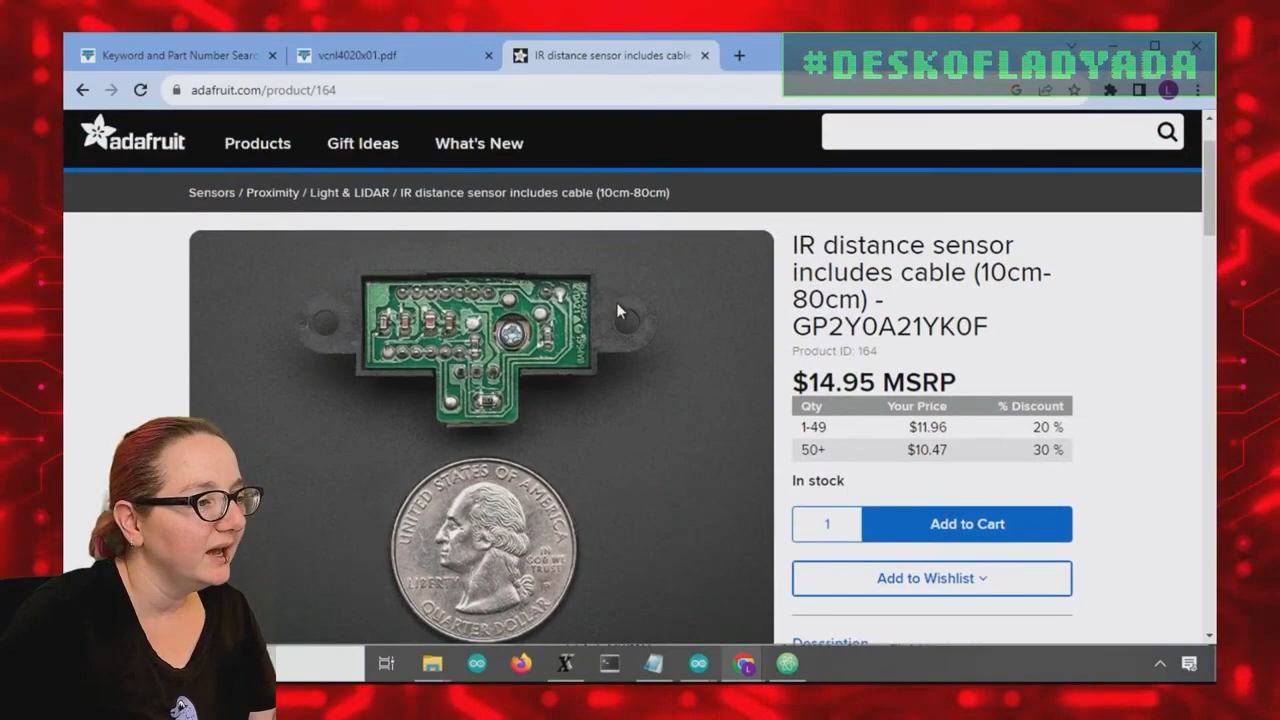 Keyword and Part Number Searc
vcnl4020x01.pdf
IR distance sensor includes cable
#DESKOFLADYADA
adafruit.com/product/164
adafruit
Products
Gift Ideas
What's New
Sensors / Proximity / Light & LIDAR / IR distance sensor includes cable (10cm-80cm)
IR distance sensor
includes cable (10cm-
80cm) -
GP2Y0A21YK0F
Product ID: 164
$14.95 MSRP
Qty Your Price % Discount
1-49 $11.96 20 %
50+ $10.47 30 %
In stock
1 Add to Cart
Add to Wishlist
Description
UNITED STATES OF AMERICA
LIBERTY
IN
GOD WE
TRUST
QUARTER DOLLAR